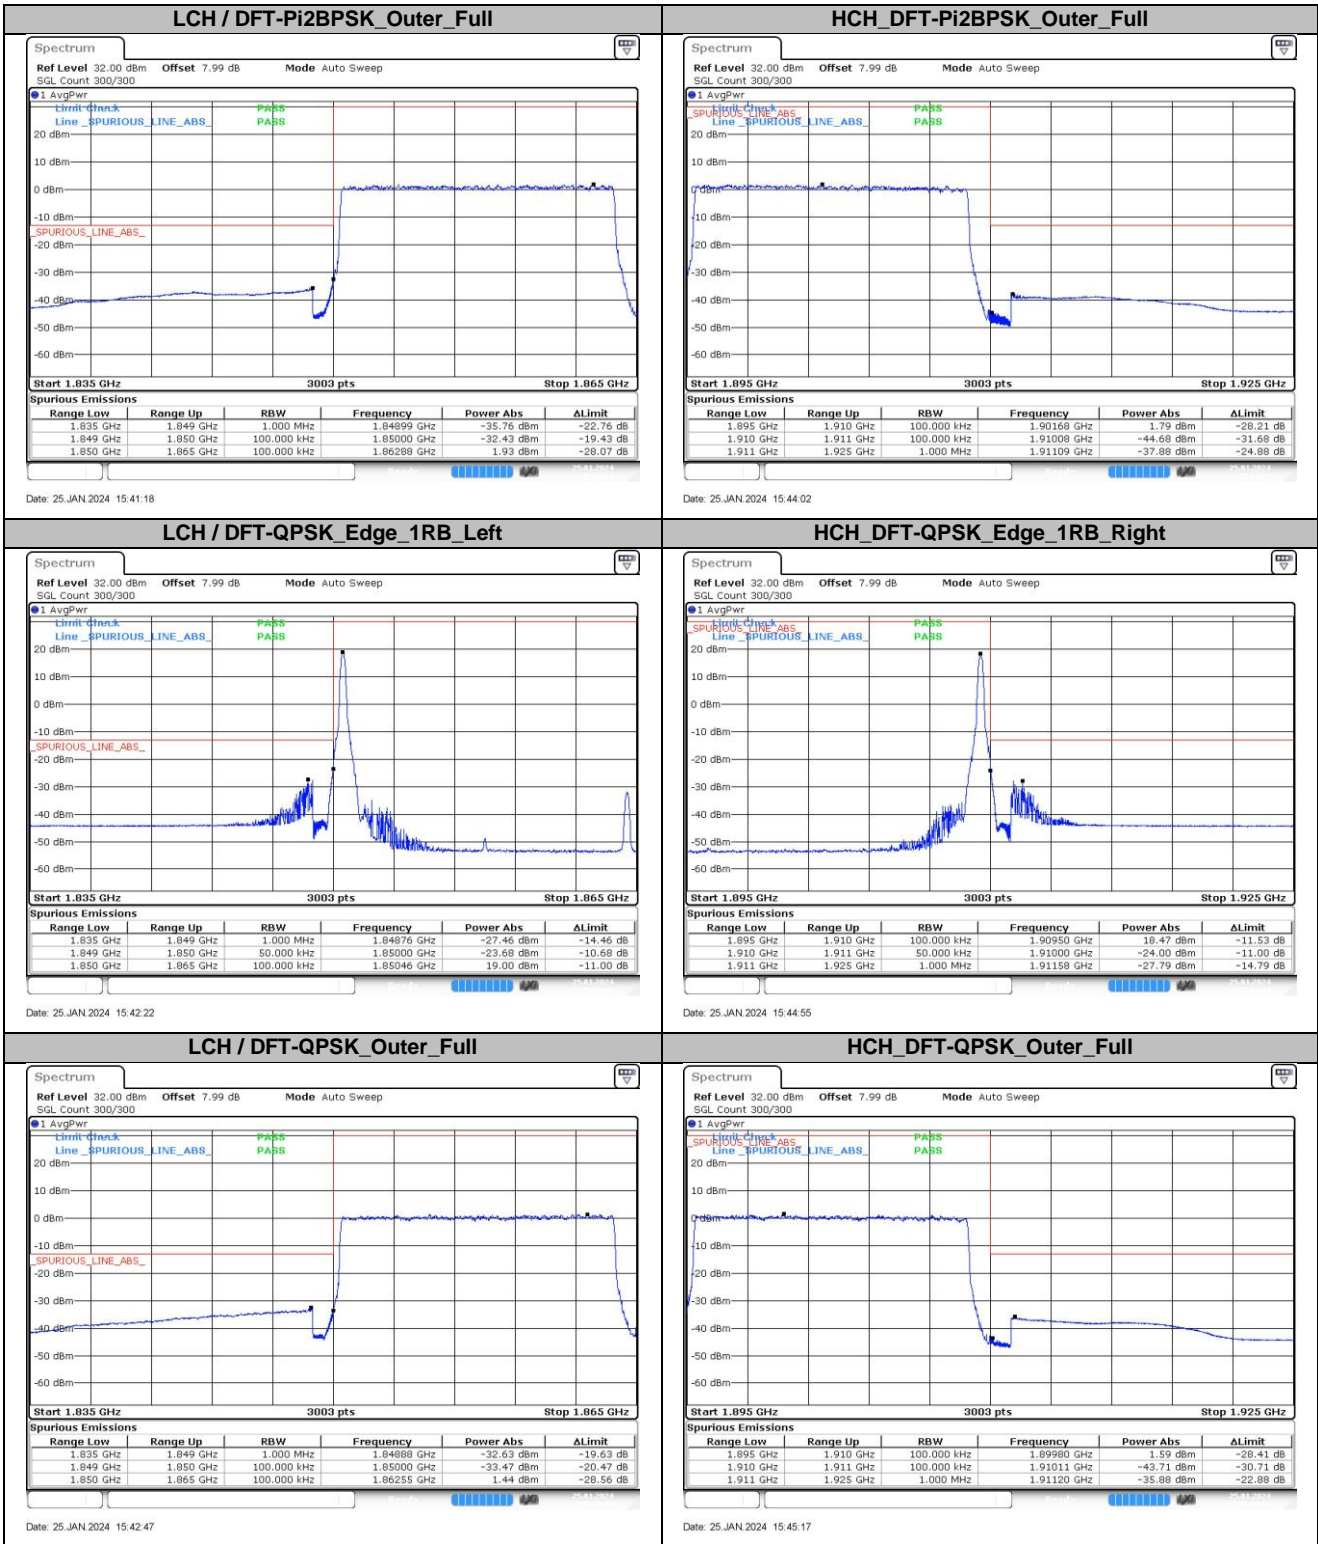 LCH / DFT-Pi2BPSK_Outer_Full
Spectrum
Ref Level 32.00 dBm Offset 7.99 dB Mode Auto Sweep
SGL Count 300/300
1 AvgPwr
Limit Check PASS
Line _SPURIOUS_LINE_ABS_ PASS
20 dBm
10 dBm
0 dBm
-10 dBm
_SPURIOUS_LINE_ABS_
-20 dBm
-30 dBm
-40 dBm
-50 dBm
-60 dBm
Start 1.835 GHz 3003 pts Stop 1.865 GHz
Spurious Emissions
Range Low Range Up RBW Frequency Power Abs ΔLimit
1.835 GHz 1.849 GHz 1.000 MHz 1.84899 GHz -35.76 dBm -22.76 dB
1.849 GHz 1.850 GHz 100.000 kHz 1.85000 GHz -32.43 dBm -19.43 dB
1.850 GHz 1.865 GHz 100.000 kHz 1.86288 GHz 1.93 dBm -28.07 dB
Date: 25.JAN.2024 15:41:18
HCH_DFT-Pi2BPSK_Outer_Full
Spectrum
Ref Level 32.00 dBm Offset 7.99 dB Mode Auto Sweep
SGL Count 300/300
1 AvgPwr
Limit Check PASS
_SPURIOUS_LINE_ABS_
Line _SPURIOUS_LINE_ABS_ PASS
20 dBm
10 dBm
0 dBm
-10 dBm
-20 dBm
-30 dBm
-40 dBm
-50 dBm
-60 dBm
Start 1.895 GHz 3003 pts Stop 1.925 GHz
Spurious Emissions
Range Low Range Up RBW Frequency Power Abs ΔLimit
1.895 GHz 1.910 GHz 100.000 kHz 1.90168 GHz 1.79 dBm -28.21 dB
1.910 GHz 1.911 GHz 100.000 kHz 1.91008 GHz -44.68 dBm -31.68 dB
1.911 GHz 1.925 GHz 1.000 MHz 1.91109 GHz -37.88 dBm -24.88 dB
Date: 25.JAN.2024 15:44:02
LCH / DFT-QPSK_Edge_1RB_Left
Spectrum
Ref Level 32.00 dBm Offset 7.99 dB Mode Auto Sweep
SGL Count 300/300
1 AvgPwr
Limit Check PASS
Line _SPURIOUS_LINE_ABS_ PASS
20 dBm
10 dBm
0 dBm
-10 dBm
_SPURIOUS_LINE_ABS_
-20 dBm
-30 dBm
-40 dBm
-50 dBm
-60 dBm
Start 1.835 GHz 3003 pts Stop 1.865 GHz
Spurious Emissions
Range Low Range Up RBW Frequency Power Abs ΔLimit
1.835 GHz 1.849 GHz 1.000 MHz 1.84876 GHz -27.46 dBm -14.46 dB
1.849 GHz 1.850 GHz 50.000 kHz 1.85000 GHz -23.68 dBm -10.68 dB
1.850 GHz 1.865 GHz 100.000 kHz 1.85046 GHz 19.00 dBm -11.00 dB
Date: 25.JAN.2024 15:42:22
HCH_DFT-QPSK_Edge_1RB_Right
Spectrum
Ref Level 32.00 dBm Offset 7.99 dB Mode Auto Sweep
SGL Count 300/300
1 AvgPwr
Limit Check PASS
_SPURIOUS_LINE_ABS_
Line _SPURIOUS_LINE_ABS_ PASS
20 dBm
10 dBm
0 dBm
-10 dBm
-20 dBm
-30 dBm
-40 dBm
-50 dBm
-60 dBm
Start 1.895 GHz 3003 pts Stop 1.925 GHz
Spurious Emissions
Range Low Range Up RBW Frequency Power Abs ΔLimit
1.895 GHz 1.910 GHz 100.000 kHz 1.90950 GHz 18.47 dBm -11.53 dB
1.910 GHz 1.911 GHz 50.000 kHz 1.91000 GHz -24.00 dBm -11.00 dB
1.911 GHz 1.925 GHz 1.000 MHz 1.91158 GHz -27.79 dBm -14.79 dB
Date: 25.JAN.2024 15:44:55
LCH / DFT-QPSK_Outer_Full
Spectrum
Ref Level 32.00 dBm Offset 7.99 dB Mode Auto Sweep
SGL Count 300/300
1 AvgPwr
Limit Check PASS
Line _SPURIOUS_LINE_ABS_ PASS
20 dBm
10 dBm
0 dBm
-10 dBm
_SPURIOUS_LINE_ABS_
-20 dBm
-30 dBm
-40 dBm
-50 dBm
-60 dBm
Start 1.835 GHz 3003 pts Stop 1.865 GHz
Spurious Emissions
Range Low Range Up RBW Frequency Power Abs ΔLimit
1.835 GHz 1.849 GHz 1.000 MHz 1.84888 GHz -32.63 dBm -19.63 dB
1.849 GHz 1.850 GHz 100.000 kHz 1.85000 GHz -33.47 dBm -20.47 dB
1.850 GHz 1.865 GHz 100.000 kHz 1.86255 GHz 1.44 dBm -28.56 dB
Date: 25.JAN.2024 15:42:47
HCH_DFT-QPSK_Outer_Full
Spectrum
Ref Level 32.00 dBm Offset 7.99 dB Mode Auto Sweep
SGL Count 300/300
1 AvgPwr
Limit Check PASS
_SPURIOUS_LINE_ABS_
Line _SPURIOUS_LINE_ABS_ PASS
20 dBm
10 dBm
0 dBm
-10 dBm
-20 dBm
-30 dBm
-40 dBm
-50 dBm
-60 dBm
Start 1.895 GHz 3003 pts Stop 1.925 GHz
Spurious Emissions
Range Low Range Up RBW Frequency Power Abs ΔLimit
1.895 GHz 1.910 GHz 100.000 kHz 1.89980 GHz 1.59 dBm -28.41 dB
1.910 GHz 1.911 GHz 100.000 kHz 1.91011 GHz -43.71 dBm -30.71 dB
1.911 GHz 1.925 GHz 1.000 MHz 1.91120 GHz -35.88 dBm -22.88 dB
Date: 25.JAN.2024 15:45:17